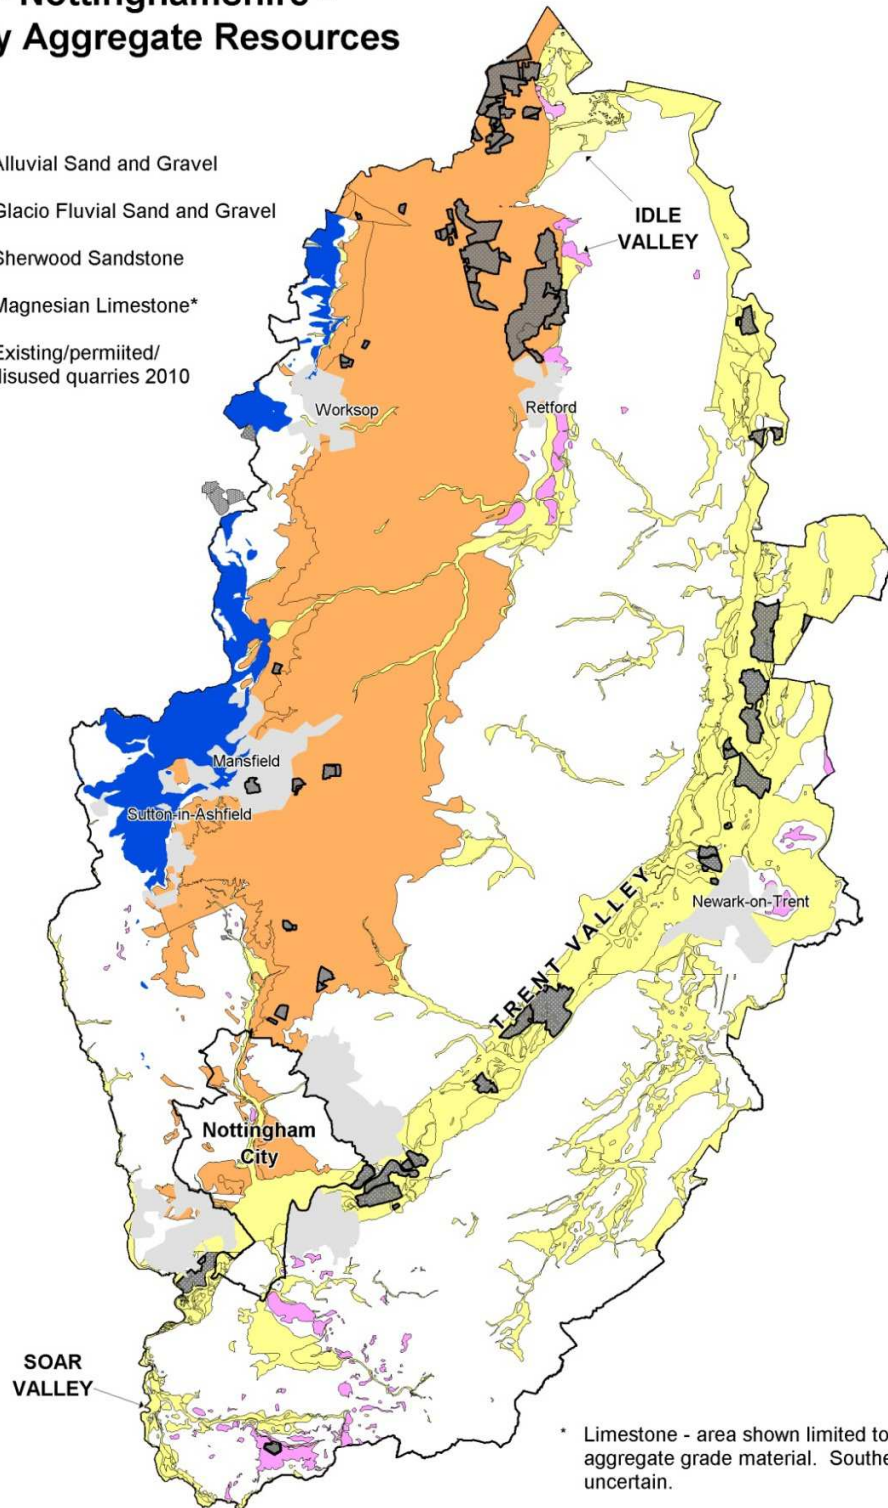 Nottinghamshire -
y Aggregate Resources
Alluvial Sand and Gravel
Glacio Fluvial Sand and Gravel
Sherwood Sandstone
Magnesian Limestone*
Existing/permiited/
disused quarries 2010
IDLE
VALLEY
Worksop
Retford
Mansfield
Sutton-in-Ashfield
Newark-on-Trent
TRENT VALLEY
Nottingham
City
SOAR
VALLEY
* Limestone - area shown limited to
aggregate grade material. Southe
uncertain.